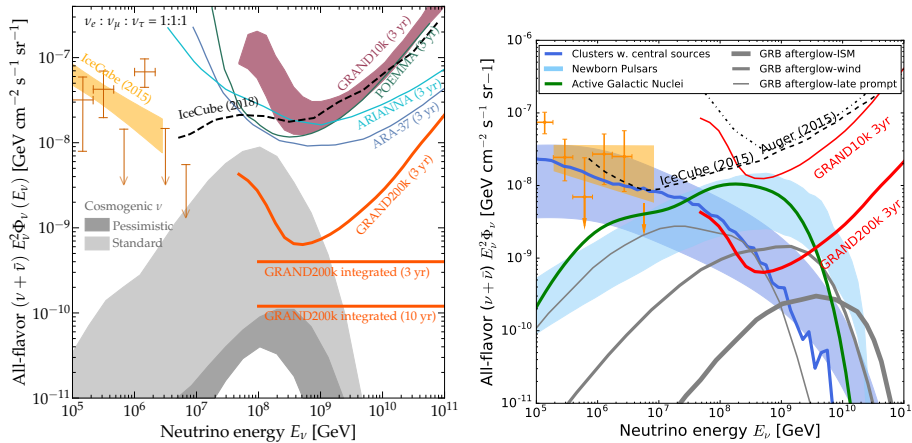 ν_e : ν_μ : ν_τ = 1:1:1
GRAND10k (3 yr)
POEMMA (3 yr)
IceCube (2015)
IceCube (2018)
ARIANNA (3 yr)
ARA-37 (3 yr)
GRAND200k (3 yr)
Cosmogenic ν
Pessimistic
Standard
GRAND200k integrated (3 yr)
GRAND200k integrated (10 yr)
10^-7
10^-8
10^-9
10^-10
10^-11
All-flavor (ν + ν̄) E_ν^2 Φ_ν (E_ν) [GeV cm^-2 s^-1 sr^-1]
10^5 10^6 10^7 10^8 10^9 10^10 10^11
Neutrino energy E_ν [GeV]
Clusters w. central sources
Newborn Pulsars
Active Galactic Nuclei
GRB afterglow-ISM
GRB afterglow-wind
GRB afterglow-late prompt
IceCube (2015)
Auger (2015)
GRAND10k 3yr
GRAND200k 3yr
10^-6
10^-7
10^-8
10^-9
10^-10
10^-11
All-flavor (ν + ν̄) E_ν^2 Φ_ν [GeV cm^-2 s^-1 sr-1]
10^5 10^6 10^7 10^8 10^9 10^10 10^11
Neutrino energy E_ν [GeV]